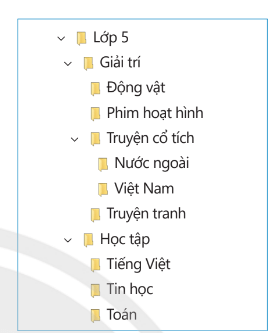 Lớp 5
Giải trí
Động vật
Phim hoạt hình
Truyện cổ tích
Nước ngoài
Việt Nam
Truyện tranh
Học tập
Tiếng Việt
Tin học
Toán